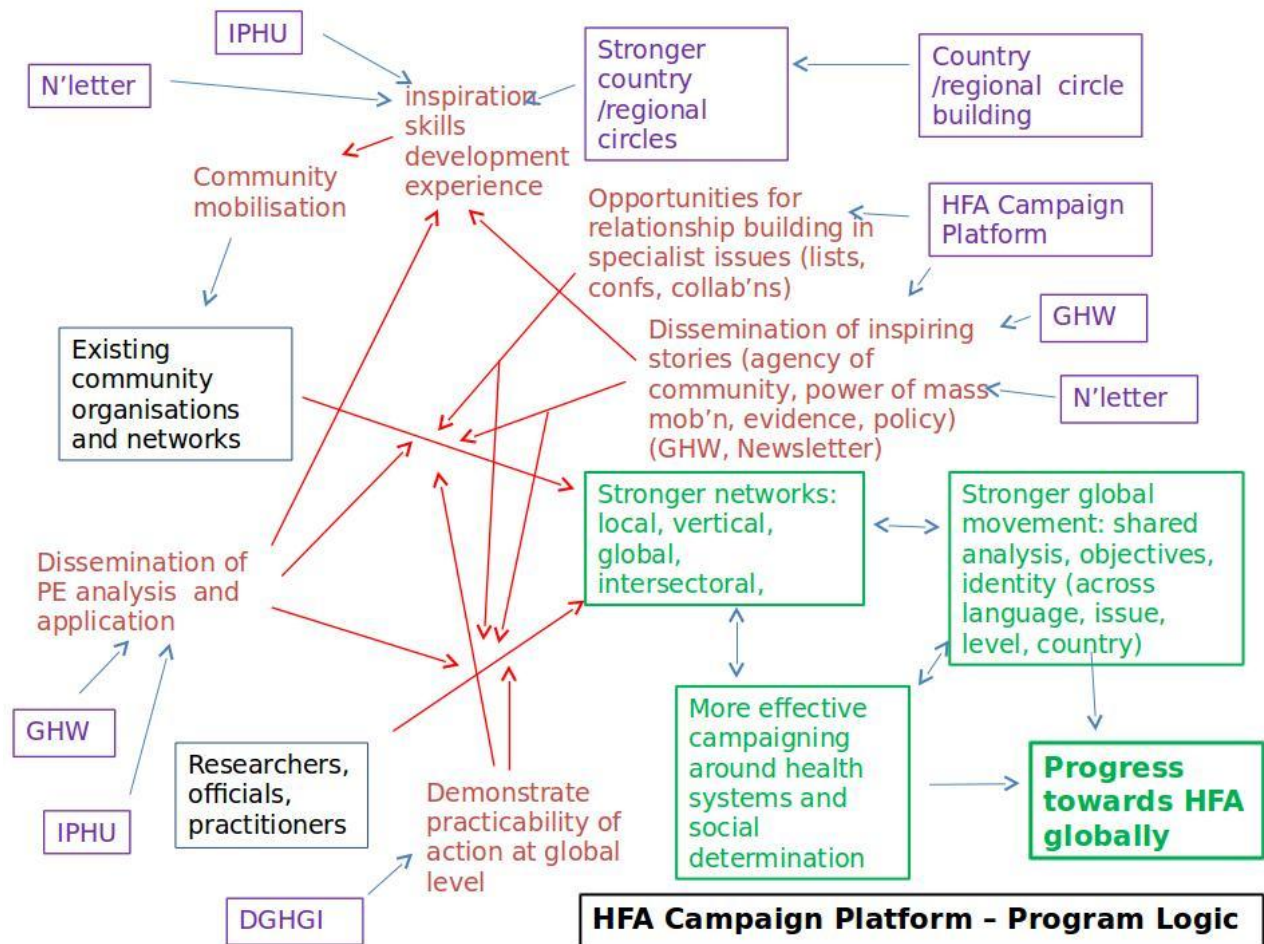 IPHU
N'letter
inspiration
skills
development
experience
Stronger
country
/regional
circles
Country
/regional circle
building
Community
mobilisation
Opportunities for
relationship building in
specialist issues (lists,
confs, collab'ns)
HFA Campaign
Platform
GHW
Dissemination of inspiring
stories (agency of
community, power of mass
mob'n, evidence, policy)
(GHW, Newsletter)
N'letter
Existing
community
organisations
and networks
Stronger networks:
local, vertical,
global,
intersectoral,
Stronger global
movement: shared
analysis, objectives,
identity (across
language, issue,
level, country)
Dissemination of
PE analysis and
application
GHW
IPHU
Researchers,
officials,
practitioners
Demonstrate
practicability of
action at global
level
DGHGI
More effective
campaigning
around health
systems and
social
determination
Progress
towards HFA
globally
HFA Campaign Platform – Program Logic